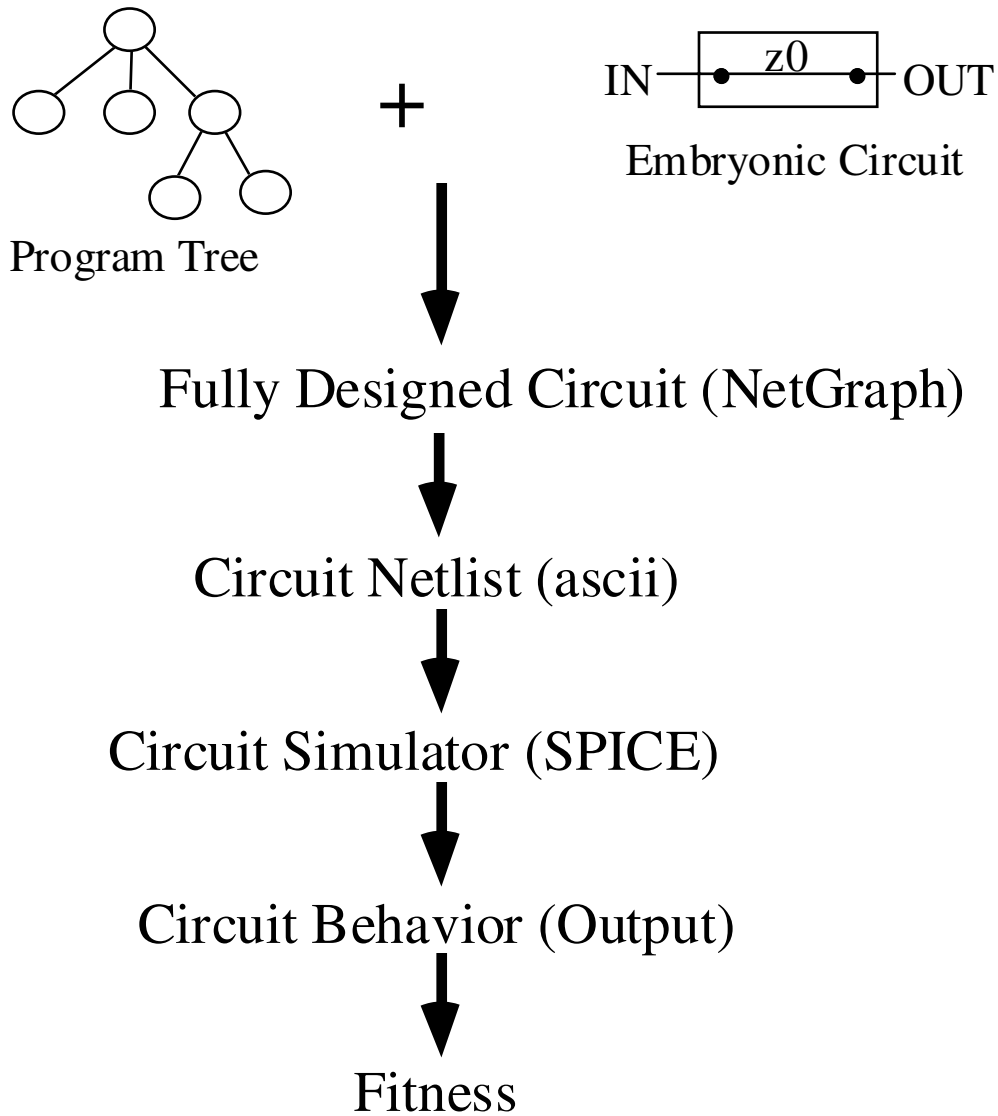 z0
IN
OUT
+
Embryonic Circuit
Program Tree
Fully Designed Circuit (NetGraph)
Circuit Netlist (ascii)
Circuit Simulator (SPICE)
Circuit Behavior (Output)
Fitness